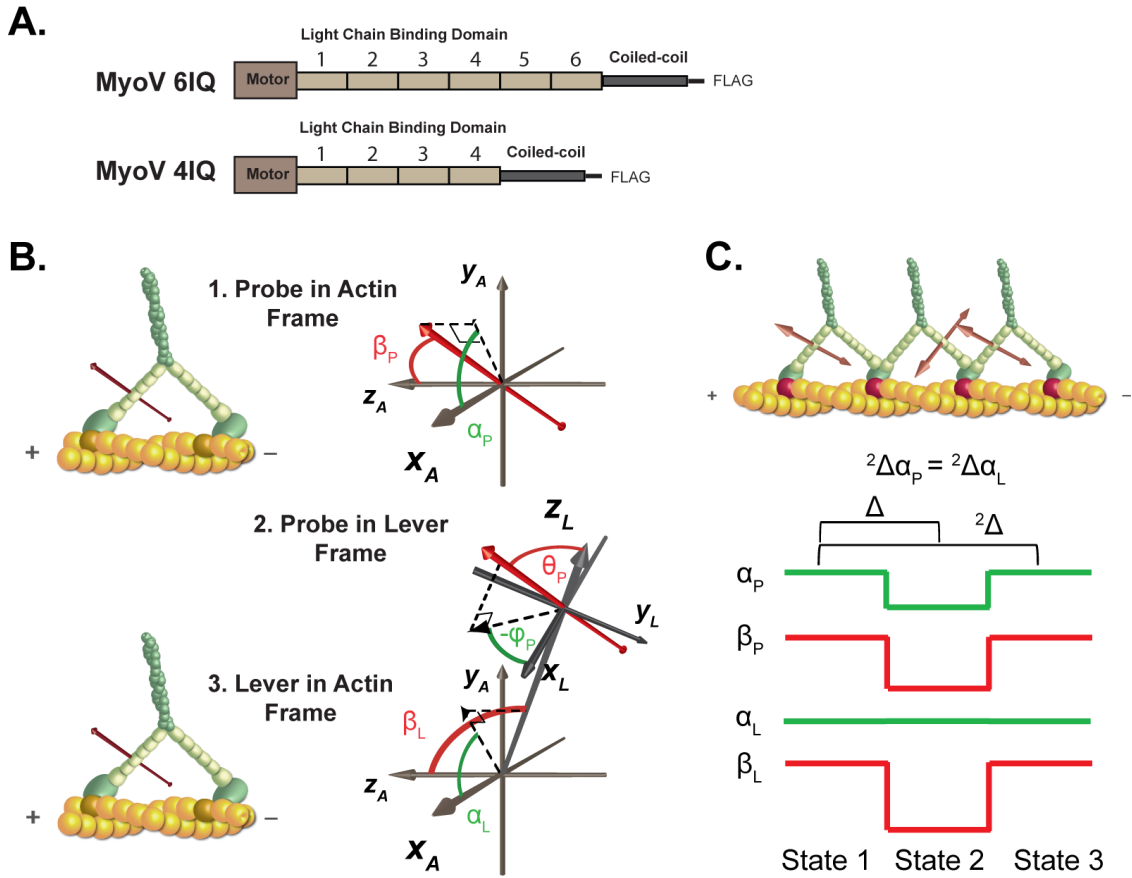 A.
Light Chain Binding Domain
1 2 3 4 5 6 Coiled-coil
MyoV 6IQ Motor FLAG
Light Chain Binding Domain
1 2 3 4 Coiled-coil
MyoV 4IQ Motor FLAG
B.
1. Probe in Actin
Frame
y_A
β_P
z_A
α_P
x_A
+ −
2. Probe in Lever
Frame
z_L
θ_P
y_L
-φ_P
x_L
3. Lever in Actin
Frame
y_A
β_L
z_A
α_L
x_A
+ −
C.
+ −
²Δα_P = ²Δα_L
Δ
²Δ
α_P
β_P
α_L
β_L
State 1 State 2 State 3